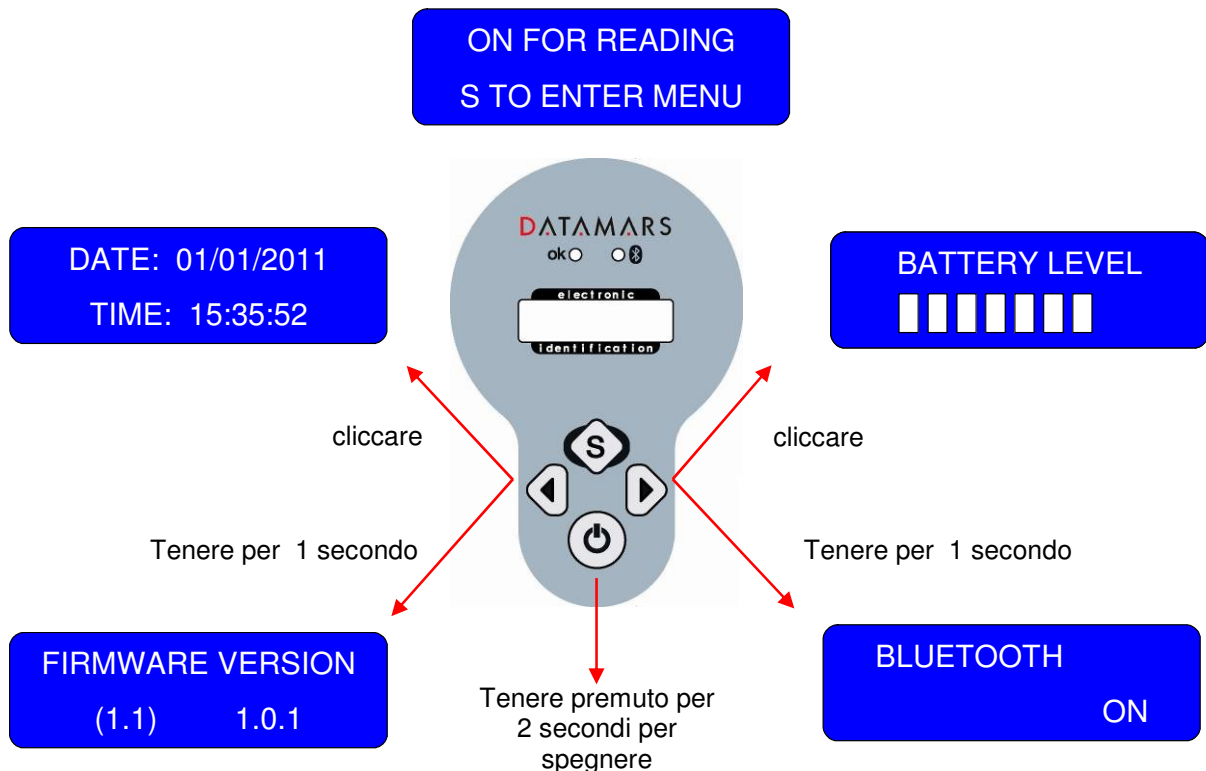 ON FOR READING
S TO ENTER MENU
DATAMARS
ok
electronic
identification
DATE: 01/01/2011
TIME: 15:35:52
BATTERY LEVEL
cliccare
cliccare
S
Tenere per 1 secondo
Tenere per 1 secondo
FIRMWARE VERSION
(1.1) 1.0.1
Tenere premuto per
2 secondi per
spegnere
BLUETOOTH
ON